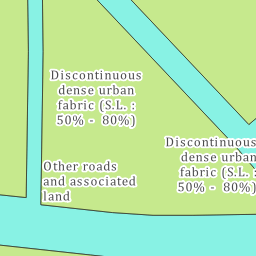 Discontinuous
dense urban
fabric (S.L. :
50% - 80%)
Discontinuous
dense urban
fabric (S.L. :
50% - 80%)
Other roads
and associated
land